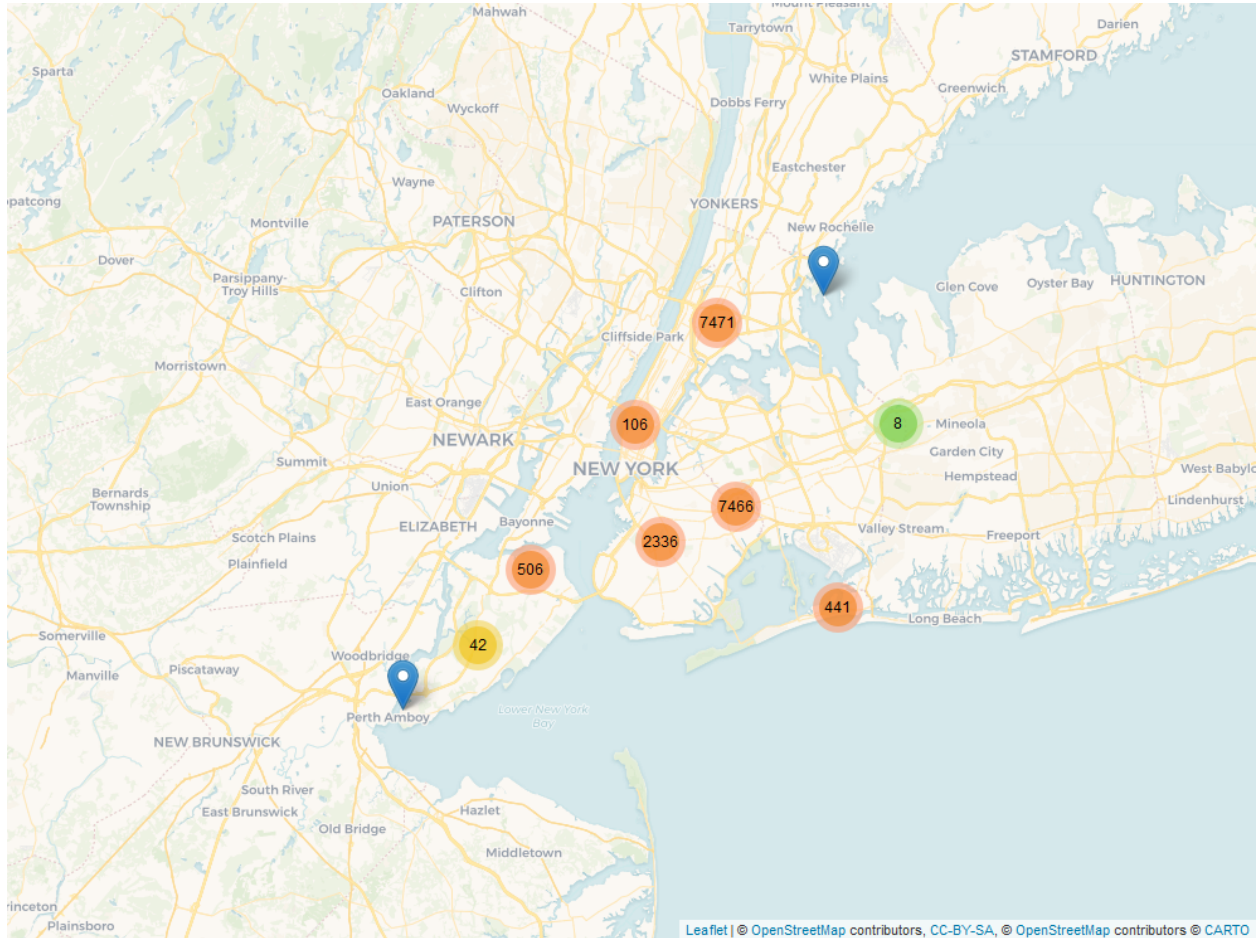 Mahwah
Mount Pleasant
Tarrytown
Darien
STAMFORD
Sparta
White Plains
Greenwich
Oakland
Wyckoff
Dobbs Ferry
Eastchester
Wayne
opatcong
YONKERS
Montville
PATERSON
New Rochelle
Dover
Parsippany-
Troy Hills
Clifton
Glen Cove
Oyster Bay
HUNTINGTON
7471
Cliffside Park
Morristown
East Orange
106
8
Mineola
NEWARK
Garden City
Summit
NEW YORK
Hempstead
West Babylo
Union
Bernards
Township
7466
Lindenhurst
ELIZABETH
Bayonne
Valley Stream
Freeport
Scotch Plains
2336
Plainfield
506
441
Long Beach
Somerville
42
Woodbridge
Piscataway
Manville
Perth Amboy
Lower New York
Bay
NEW BRUNSWICK
South River
East Brunswick
Hazlet
Old Bridge
Middletown
rinceton
Plainsboro
Leaflet | © OpenStreetMap contributors, CC-BY-SA, © OpenStreetMap contributors © CARTO